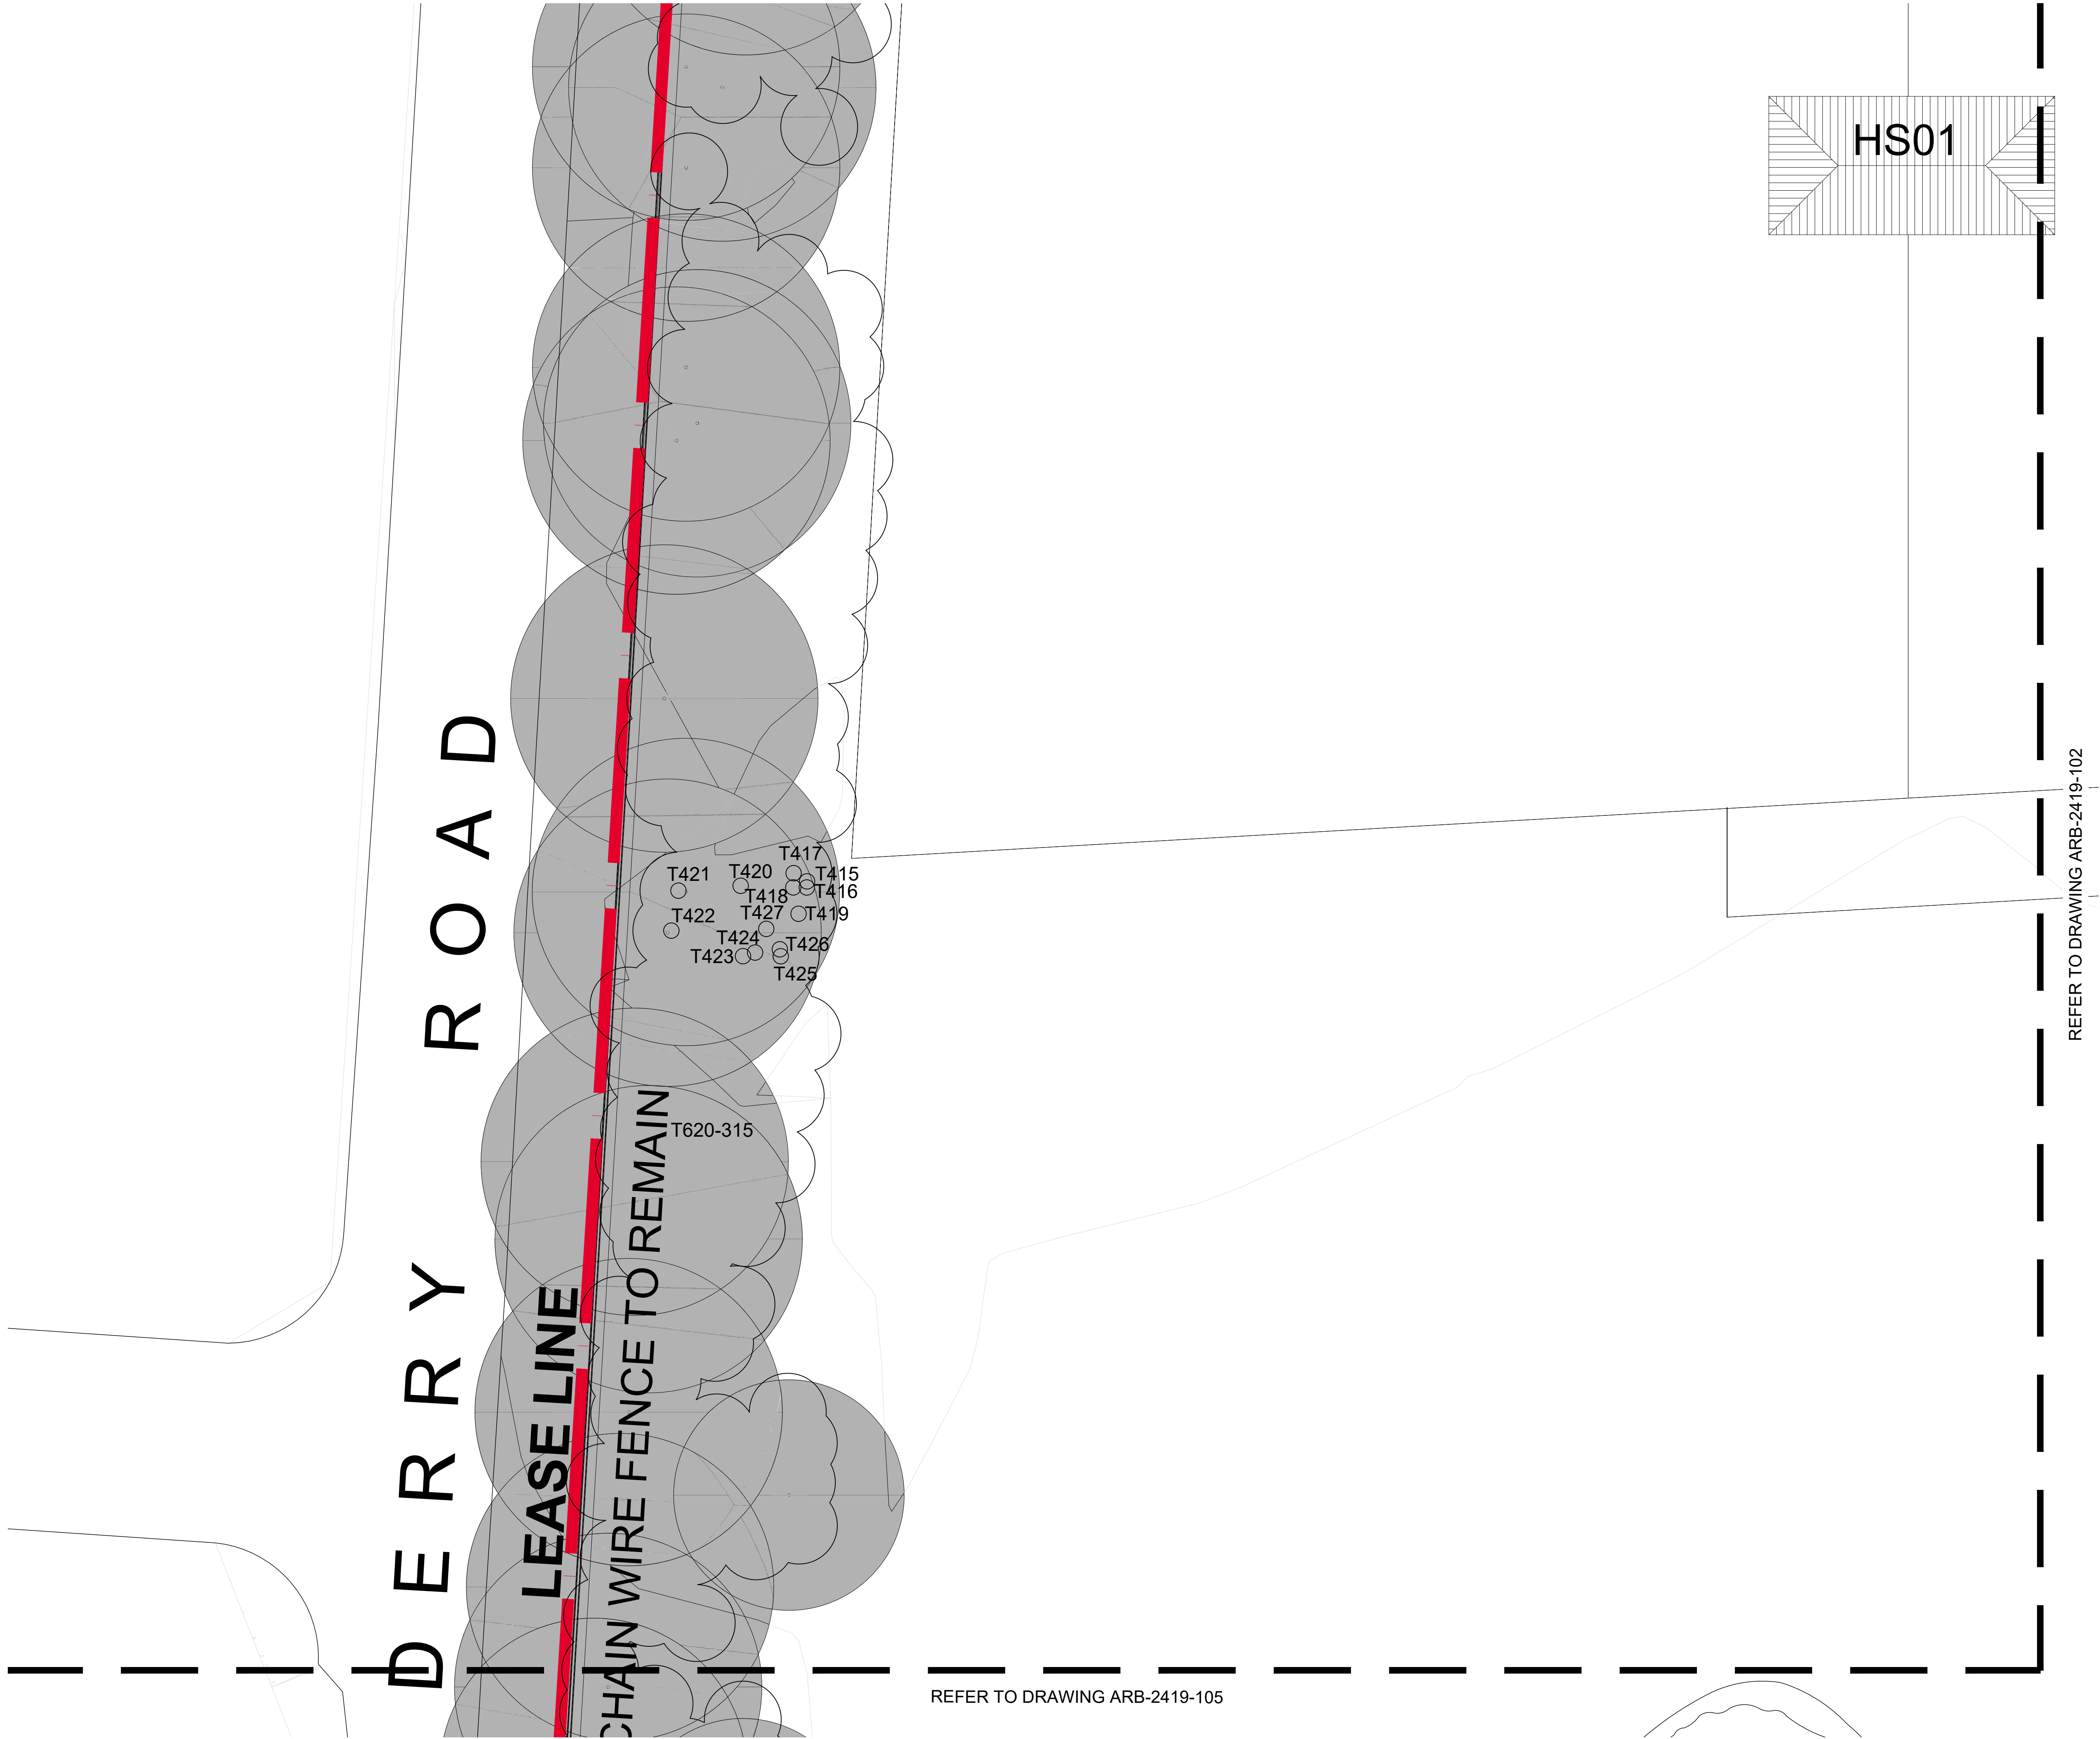 HS01
T417
T421
T420
T415
T418
T416
T422
T427
T419
T424
T426
T423
T425
T620-315
DERRY ROAD
LEASE LINE
CHAIN WIRE FENCE TO REMAIN
REFER TO DRAWING ARB-2419-102
REFER TO DRAWING ARB-2419-105